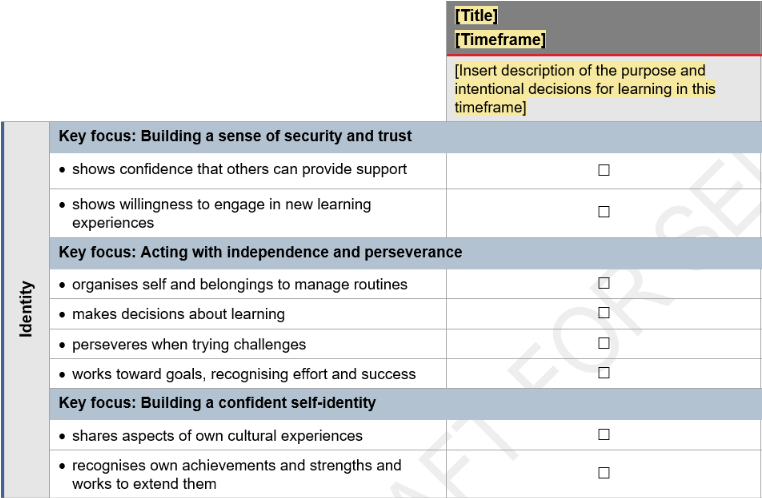 [Title]
[Timeframe]
[Insert description of the purpose and
intentional decisions for learning in this
timeframe]
Identity
Key focus: Building a sense of security and trust
• shows confidence that others can provide support
☐
• shows willingness to engage in new learning
experiences
☐
Key focus: Acting with independence and perseverance
• organises self and belongings to manage routines
☐
• makes decisions about learning
☐
• perseveres when trying challenges
☐
• works toward goals, recognising effort and success
☐
Key focus: Building a confident self-identity
• shares aspects of own cultural experiences
☐
• recognises own achievements and strengths and
works to extend them
☐
FOR